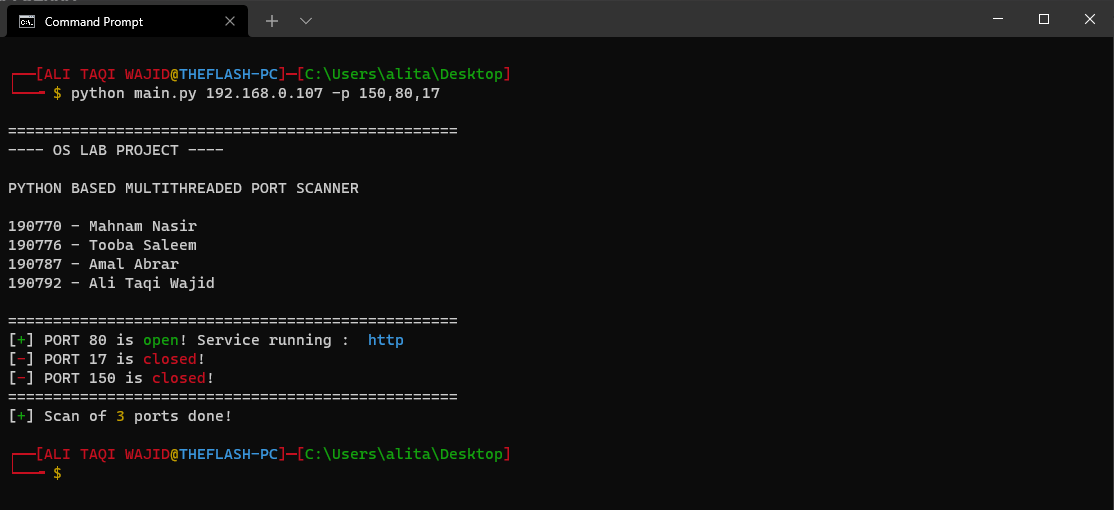 Command Prompt
[ALI TAQI WAJID@THEFLASH-PC]-[C:\Users\alita\Desktop]
$ python main.py 192.168.0.107 -p 150,80,17
==================================================
---- OS LAB PROJECT ----
PYTHON BASED MULTITHREADED PORT SCANNER
190770 - Mahnam Nasir
190776 - Tooba Saleem
190787 - Amal Abrar
190792 - Ali Taqi Wajid
==================================================
[+] PORT 80 is open! Service running :  http
[-] PORT 17 is closed!
[-] PORT 150 is closed!
==================================================
[+] Scan of 3 ports done!
[ALI TAQI WAJID@THEFLASH-PC]-[C:\Users\alita\Desktop]
$